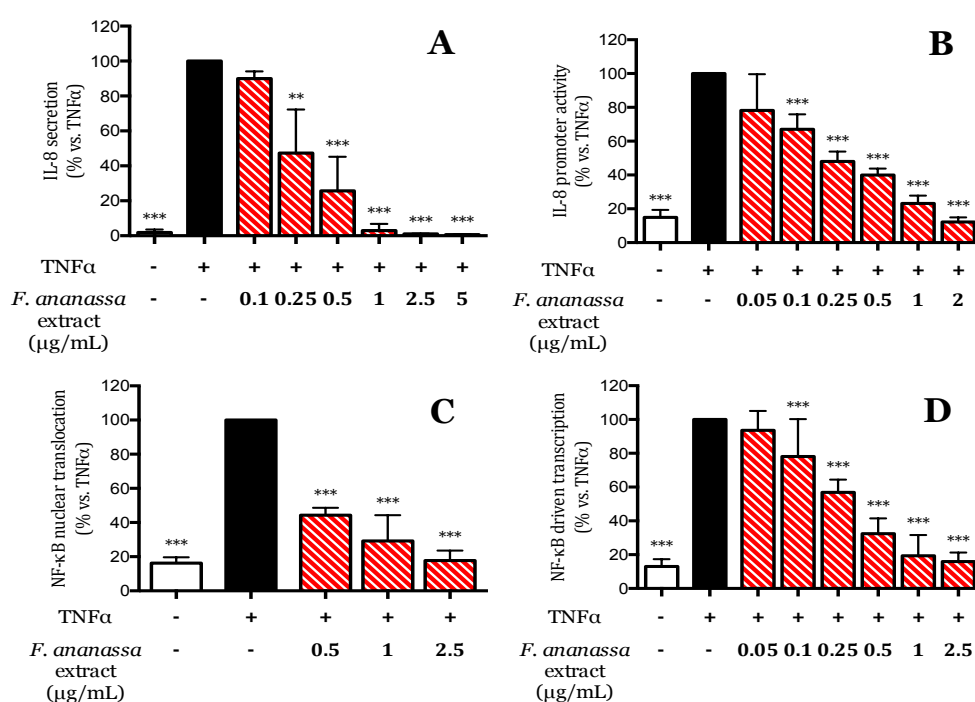 A
IL-8 secretion
(% vs. TNFα)
120
100
80
60
40
20
0
*** ** *** *** *** ***
TNFα - + + + + + + +
F. ananassa - - 0.1 0.25 0.5 1 2.5 5
extract
(μg/mL)
B
IL-8 promoter activity
(% vs. TNFα)
120
100
80
60
40
20
0
*** *** *** *** *** ***
TNFα - + + + + + + +
F. ananassa - - 0.05 0.1 0.25 0.5 1 2
extract
(μg/mL)
C
NF-κB nuclear translocation
(% vs. TNFα)
120
100
80
60
40
20
0
*** *** *** ***
TNFα - + + + +
F. ananassa - - 0.5 1 2.5
extract
(μg/mL)
D
NF-κB driven transcription
(% vs. TNFα)
120
100
80
60
40
20
0
*** *** *** *** *** ***
TNFα - + + + + + + +
F. ananassa - - 0.05 0.1 0.25 0.5 1 2.5
extract
(μg/mL)